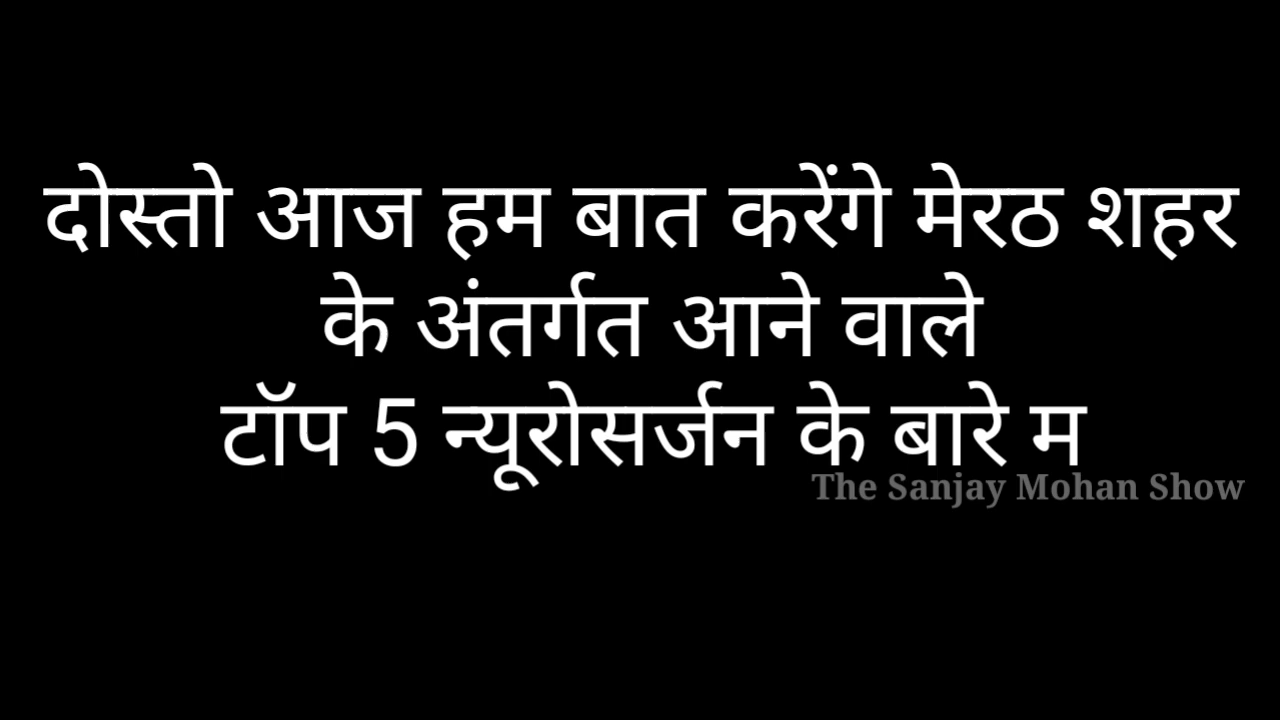 दोस्तो आज हम बात करेंगे मेरठ शहर
के अंतर्गत आने वाले
टॉप 5 न्यूरोसर्जन के बारे म
The Sanjay Mohan Show